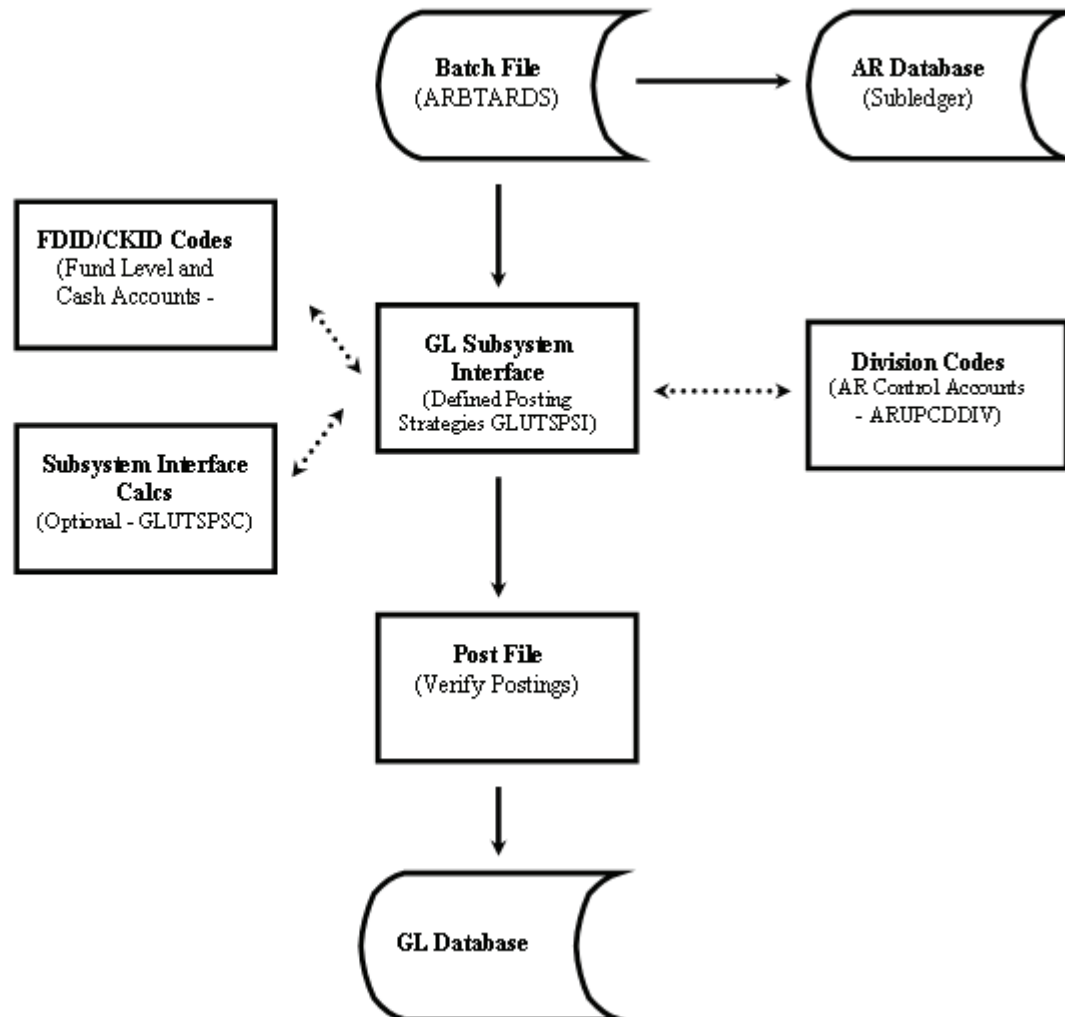 Batch File
(ARBTARDS)
AR Database
(Subledger)
FDID/CKID Codes
(Fund Level and
Cash Accounts -
GL Subsystem
Interface
(Defined Posting
Strategies GLUTSPSI)
Division Codes
(AR Control Accounts
- ARUPCDDIV)
Subsystem Interface
Calcs
(Optional - GLUTSPSC)
Post File
(Verify Postings)
GL Database